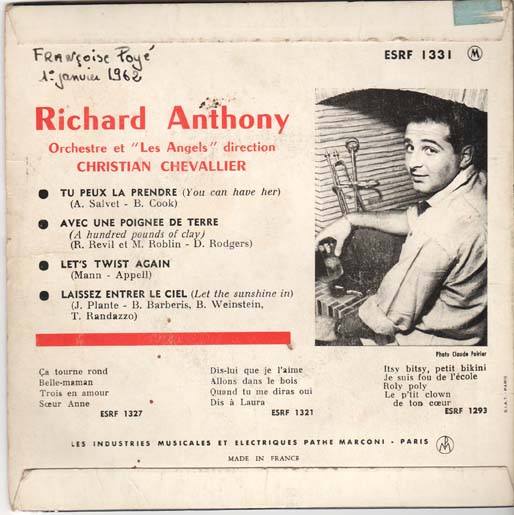 FRANÇOISE Poyé
1er janvier 1962
ESRF 1331 M
Richard Anthony
Orchestre et "Les Angels" direction
CHRISTIAN CHEVALLIER
TU PEUX LA PRENDRE (You can have her)
(A. Salvet - B. Cook)
AVEC UNE POIGNEE DE TERRE
(A hundred pounds of clay)
(R. Revil et M. Roblin - D. Rodgers)
LET'S TWIST AGAIN
(Mann - Appell)
LAISSEZ ENTRER LE CIEL (Let the sunshine in)
(J. Plante - B. Barberis, B. Weinstein,
T. Randazzo)
Photo Claude Poirier
Ça tourne rond
Belle-maman
Trois en amour
Sœur Anne
ESRF 1327
Dis-lui que je l'aime
Allons dans le bois
Quand tu me diras oui
Dis à Laura
ESRF 1321
Itsy bitsy, petit bikini
Je suis fou de l'école
Roly poly
Le p'tit clown
de ton cœur
ESRF 1293
S.I.A.T. - PARIS
LES INDUSTRIES MUSICALES ET ELECTRIQUES PATHE MARCONI - PARIS
MADE IN FRANCE